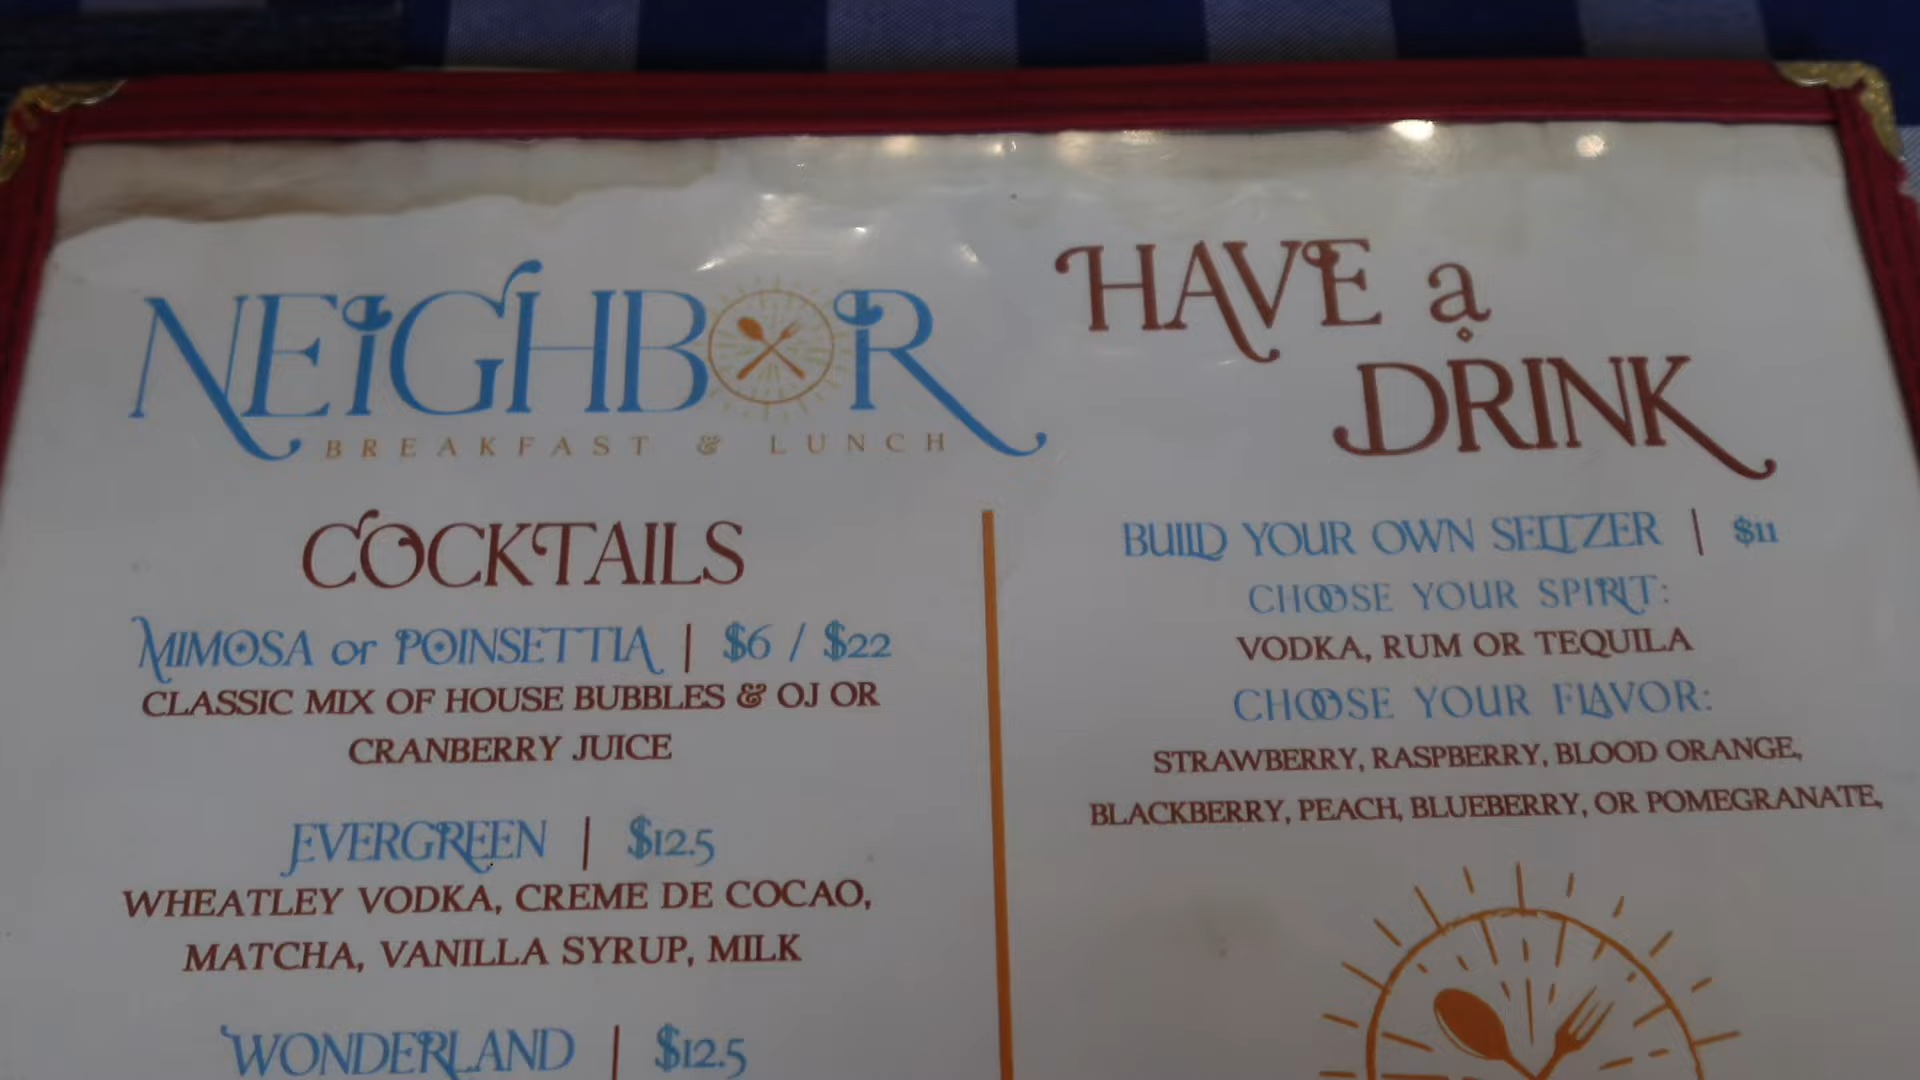 NEIGHBOR
BREAKFAST & LUNCH
COCKTAILS
MIMOSA or POINSETTIA | $6 / $22
CLASSIC MIX OF HOUSE BUBBLES & OJ OR
CRANBERRY JUICE
EVERGREEN | $12.5
WHEATLEY VODKA, CREME DE COCAO,
MATCHA, VANILLA SYRUP, MILK
WONDERLAND | $12.5
HAVE a
DRINK
BUILD YOUR OWN SELTZER | $11
CHOOSE YOUR SPIRIT:
VODKA, RUM OR TEQUILA
CHOOSE YOUR FLAVOR:
STRAWBERRY, RASPBERRY, BLOOD ORANGE,
BLACKBERRY, PEACH, BLUEBERRY, OR POMEGRANATE,